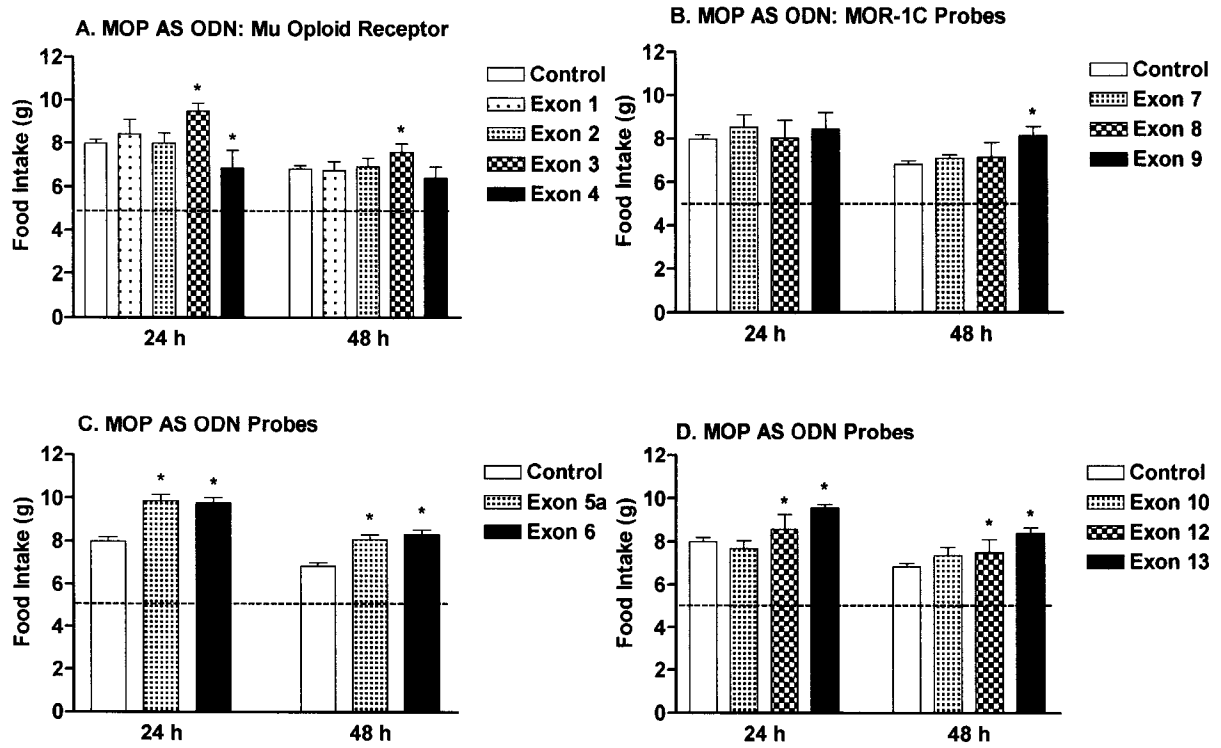 A. MOP AS ODN: Mu Oploid Receptor
Food Intake (g)
12
10
8
6
4
2
0
*
*
*
24 h
48 h
Control
Exon 1
Exon 2
Exon 3
Exon 4
B. MOP AS ODN: MOR-1C Probes
Food Intake (g)
12
10
8
6
4
2
0
*
24 h
48 h
Control
Exon 7
Exon 8
Exon 9
C. MOP AS ODN Probes
Food Intake (g)
12
10
8
6
4
2
0
*
*
*
*
24 h
48 h
Control
Exon 5a
Exon 6
D. MOP AS ODN Probes
Food Intake (g)
12
10
8
6
4
2
0
*
*
*
*
24 h
48 h
Control
Exon 10
Exon 12
Exon 13